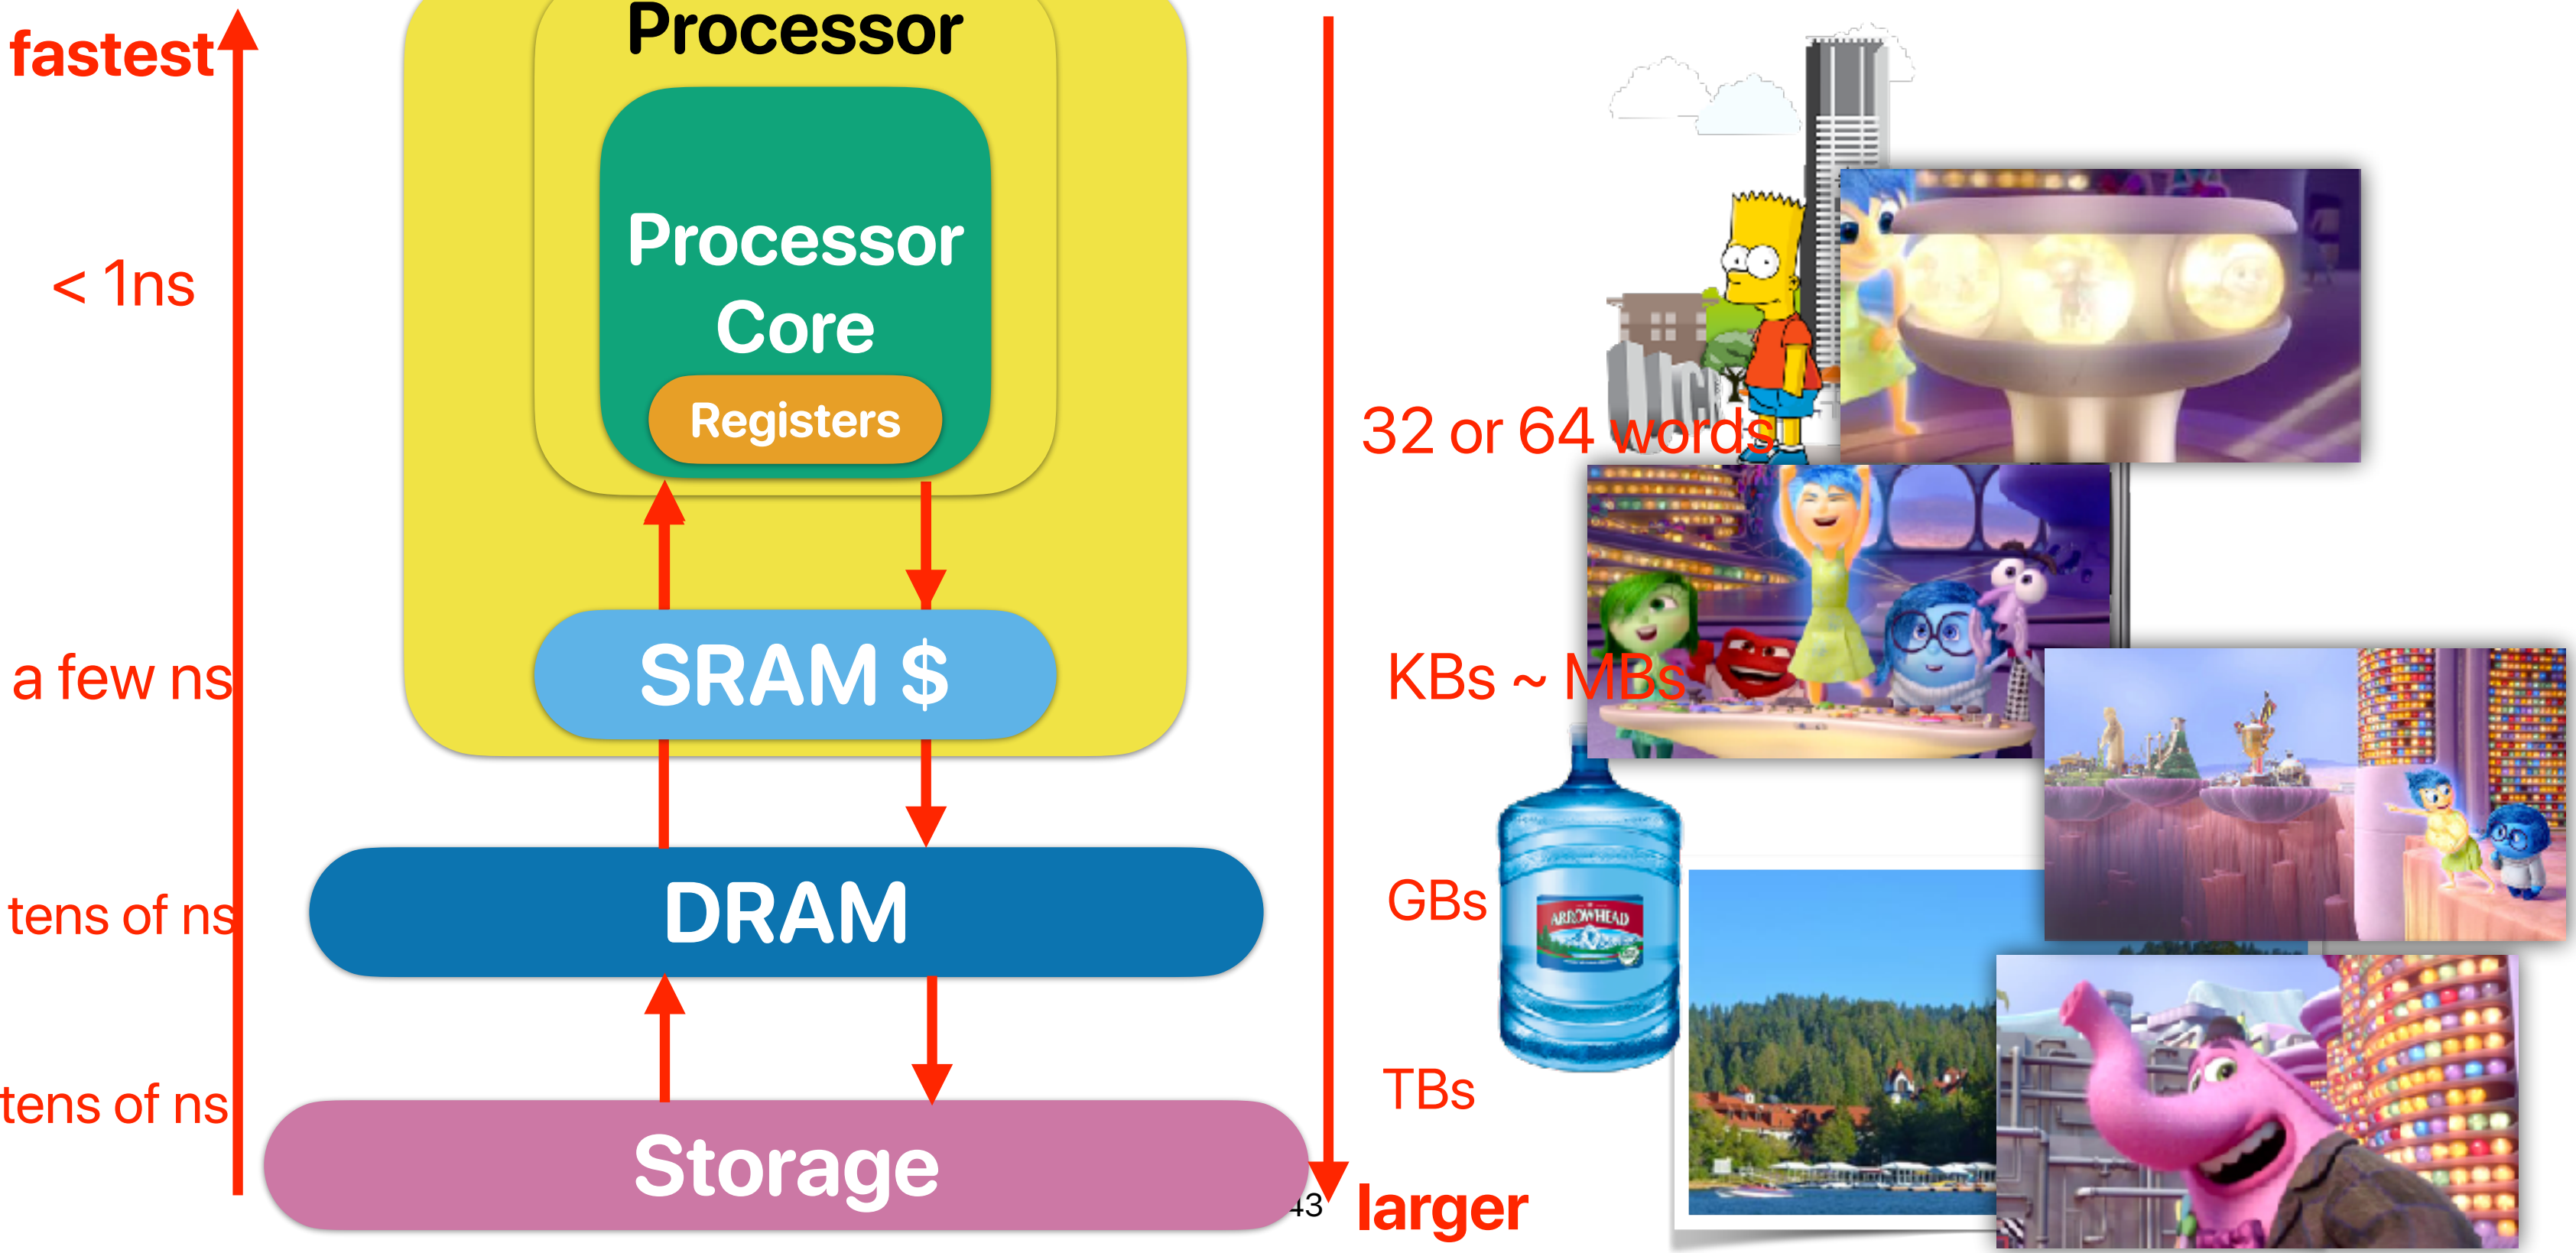 fastest
Processor
Processor
Core
< 1ns
Registers
32 or 64 words
SRAM $
a few ns
KBs ~ MBs
DRAM
tens of ns
GBs
ARROWHEAD
tens of ns
TBs
Storage
43
larger